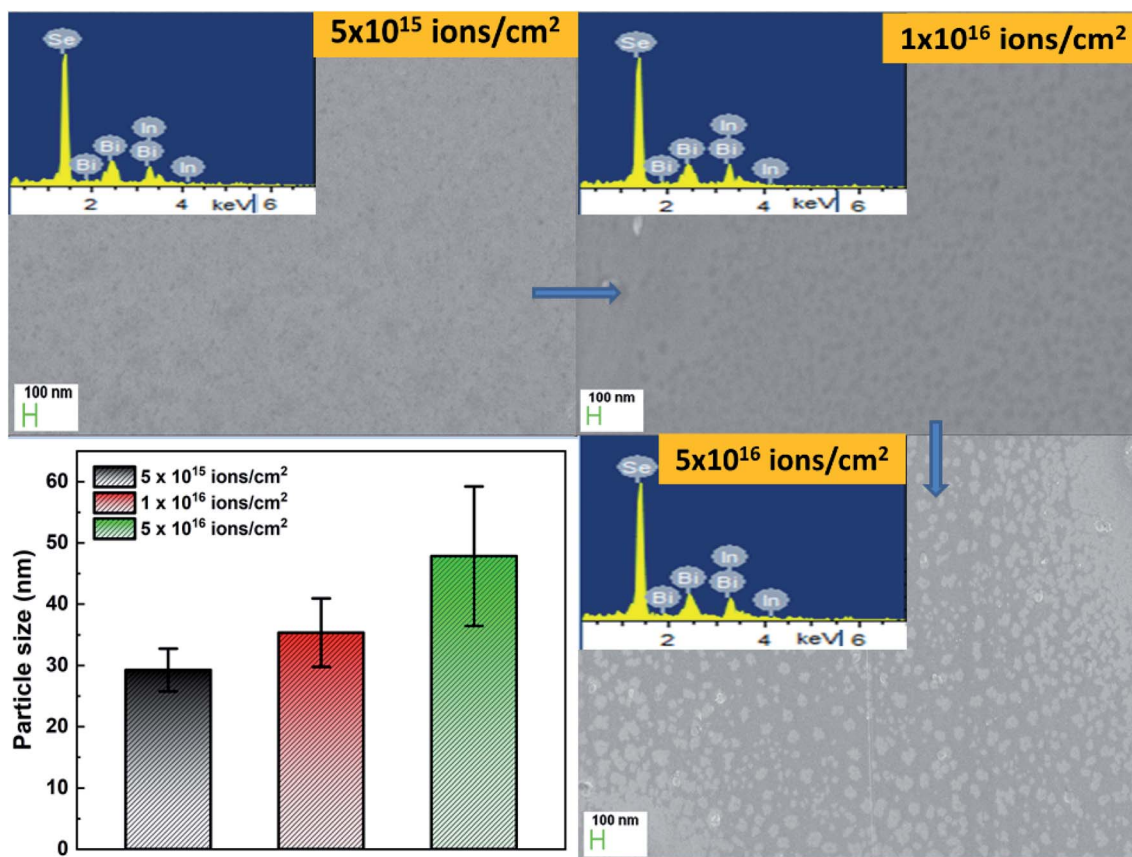 5x10¹⁵ ions/cm²
Se
Bi
Bi
In
Bi
In
2 4 keV 6
100 nm
1x10¹⁶ ions/cm²
Se
Bi
Bi
In
Bi
In
2 4 keV 6
100 nm
5 x 10¹⁵ ions/cm²
1 x 10¹⁶ ions/cm²
5 x 10¹⁶ ions/cm²
Particle size (nm)
60
50
40
30
20
10
0
5x10¹⁶ ions/cm²
Se
Bi
Bi
In
Bi
In
2 4 keV 6
100 nm